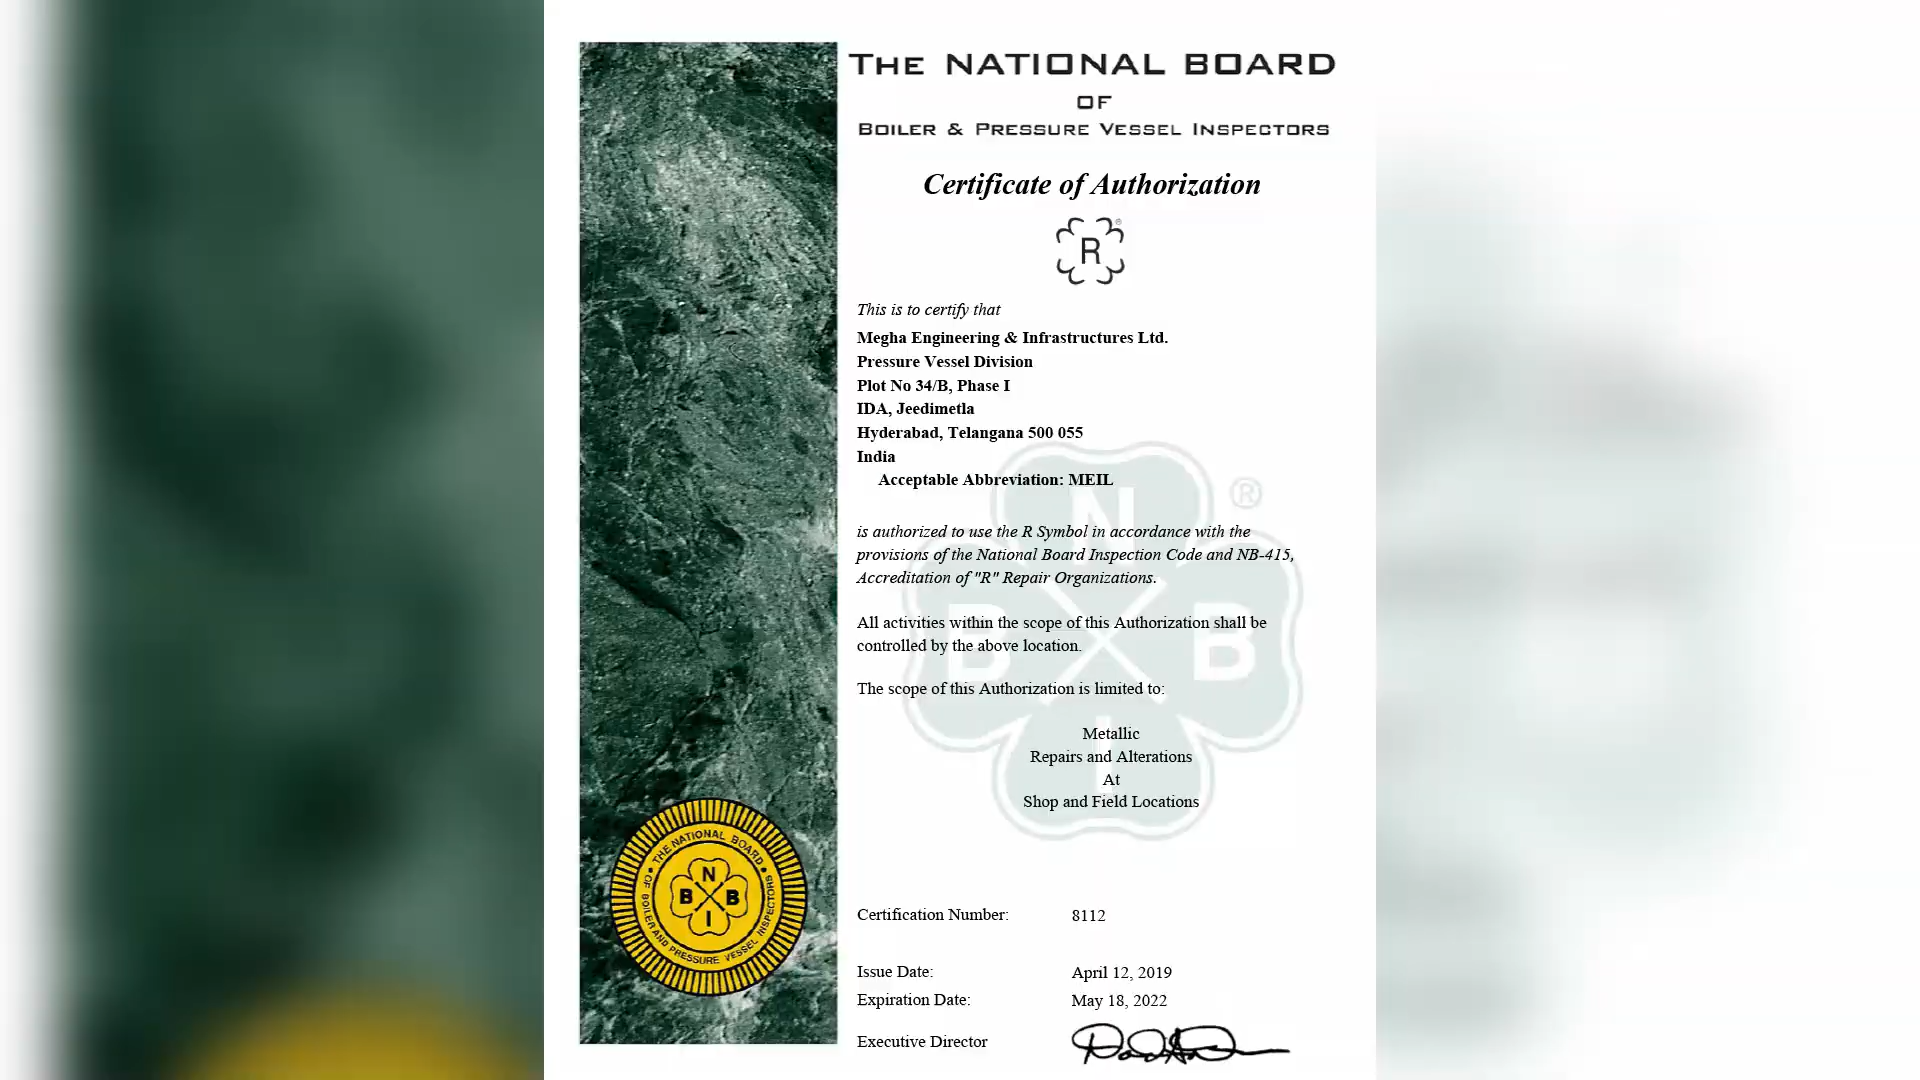 THE NATIONAL BOARD
OF
BOILER & PRESSURE VESSEL INSPECTORS
Certificate of Authorization
R®
This is to certify that
Megha Engineering & Infrastructures Ltd.
Pressure Vessel Division
Plot No 34/B, Phase I
IDA, Jeedimetla
Hyderabad, Telangana 500 055
India
Acceptable Abbreviation: MEIL
is authorized to use the R Symbol in accordance with the
provisions of the National Board Inspection Code and NB-415,
Accreditation of "R" Repair Organizations.
All activities within the scope of this Authorization shall be
controlled by the above location.
The scope of this Authorization is limited to:
Metallic
Repairs and Alterations
At
Shop and Field Locations
N B B I ®
THE NATIONAL BOARD
OF BOILER AND PRESSURE VESSEL INSPECTORS
N
B B
I
Certification Number: 8112
Issue Date: April 12, 2019
Expiration Date: May 18, 2022
Executive Director